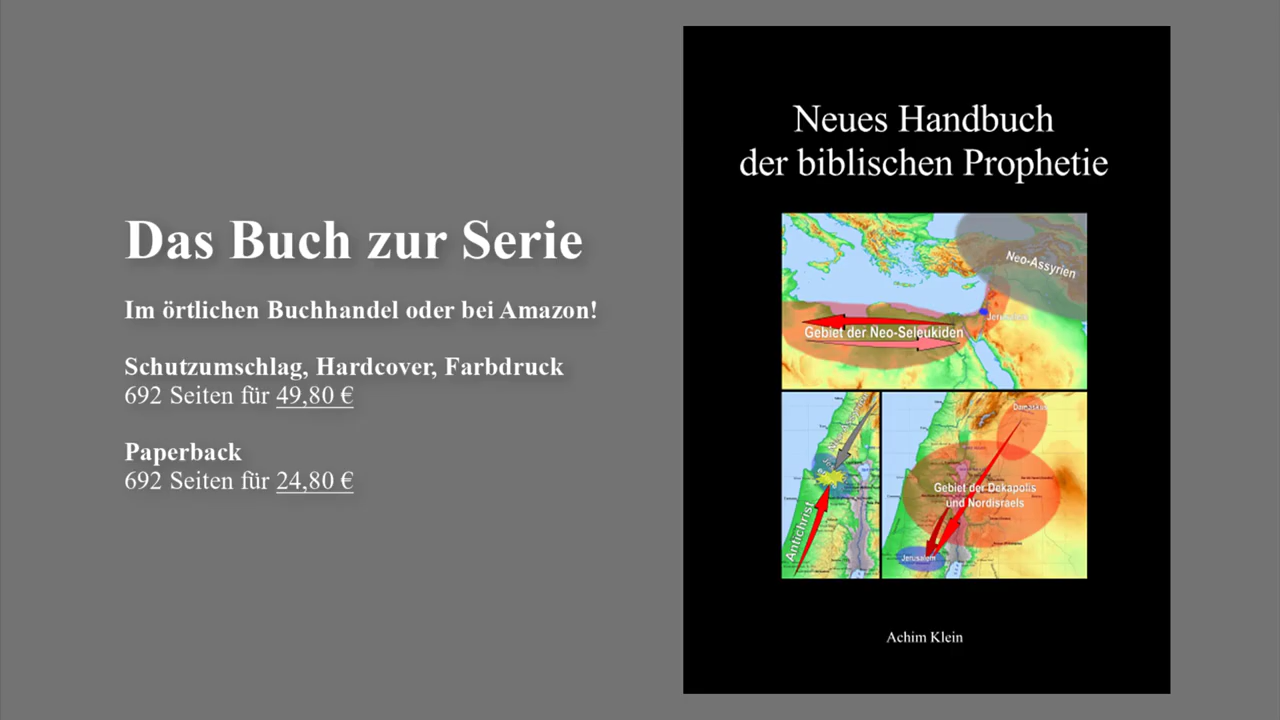 Das Buch zur Serie
Im örtlichen Buchhandel oder bei Amazon!
Schutzumschlag, Hardcover, Farbdruck
692 Seiten für 49,80 €
Paperback
692 Seiten für 24,80 €
Neues Handbuch
der biblischen Prophetie
Neo-Assyrien
Jerusalem
Gebiet der Neo-Seleukiden
Antichrist
Damaskus
Gebiet der Dekapolis
und Nordisraels
Jerusalem
Achim Klein